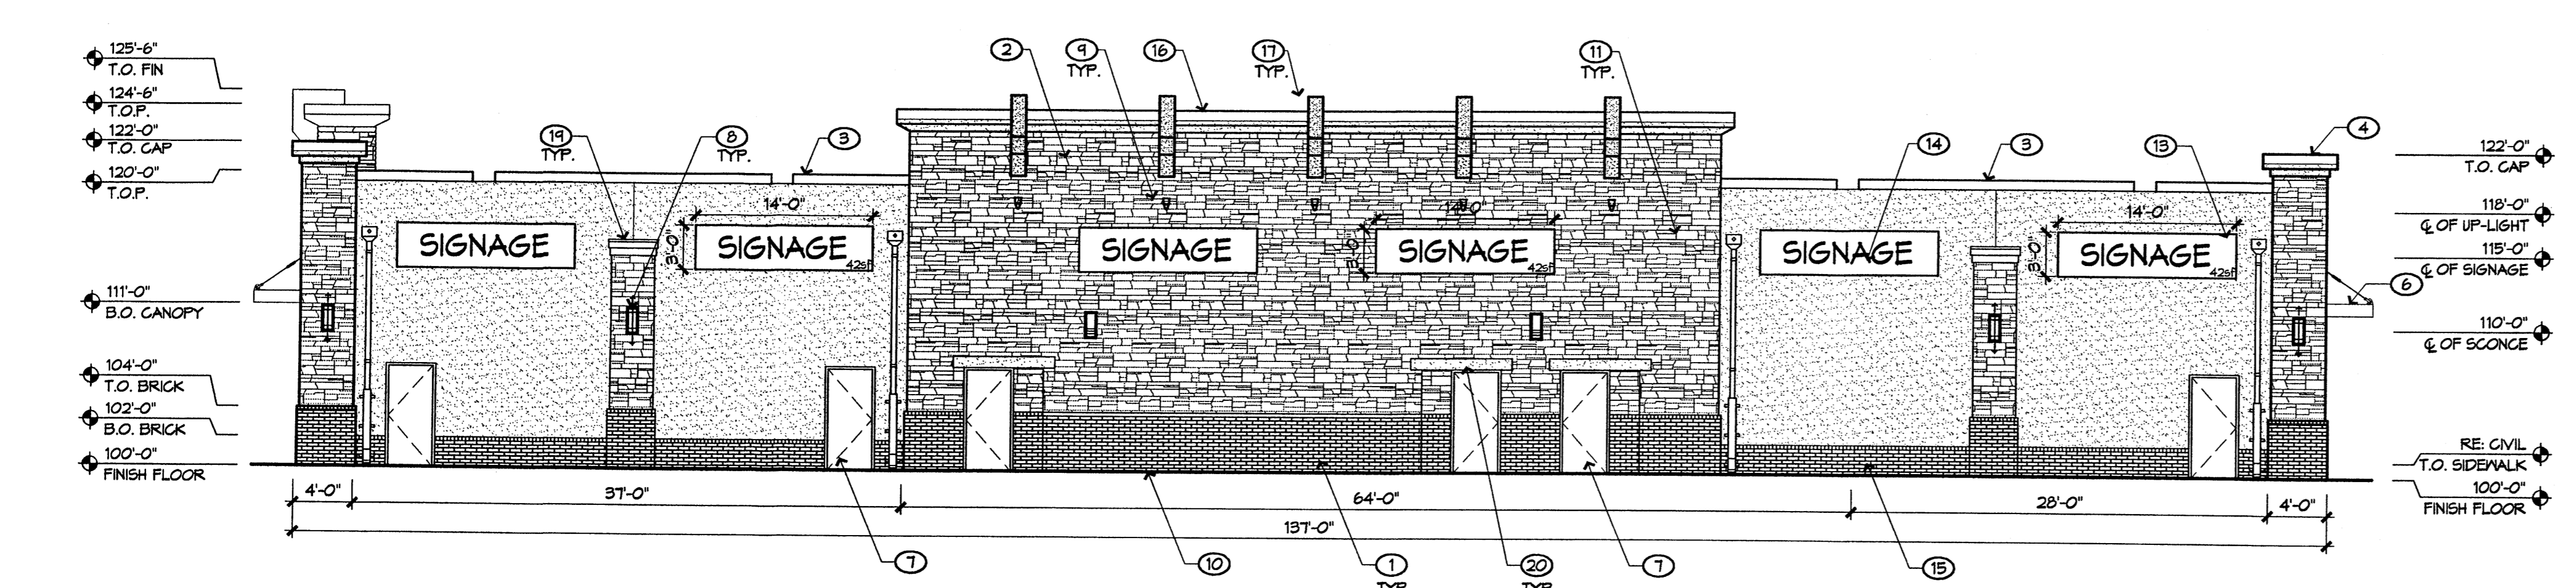 125'-6"
T.O. FIN
124'-6"
T.O.P.
122'-0"
T.O. CAP
120'-0"
T.O.P.
111'-0"
B.O. CANOPY
104'-0"
T.O. BRICK
102'-0"
B.O. BRICK
100'-0"
FINISH FLOOR
19
TYP.
8
TYP.
3
2
9
TYP.
16
17
TYP.
11
TYP.
14
3
13
4
6
SIGNAGE
14'-0"
3'-0"
SIGNAGE
42sf
SIGNAGE
14'-0"
3'-0"
SIGNAGE
42sf
SIGNAGE
14'-0"
3'-0"
SIGNAGE
42sf
122'-0"
T.O. CAP
118'-0"
℄ OF UP-LIGHT
115'-0"
℄ OF SIGNAGE
110'-0"
℄ OF SCONCE
RE: CIVIL
T.O. SIDEWALK
100'-0"
FINISH FLOOR
4'-0"
37'-0"
64'-0"
28'-0"
4'-0"
137'-0"
7
10
1
TYP.
20
TYP.
7
15